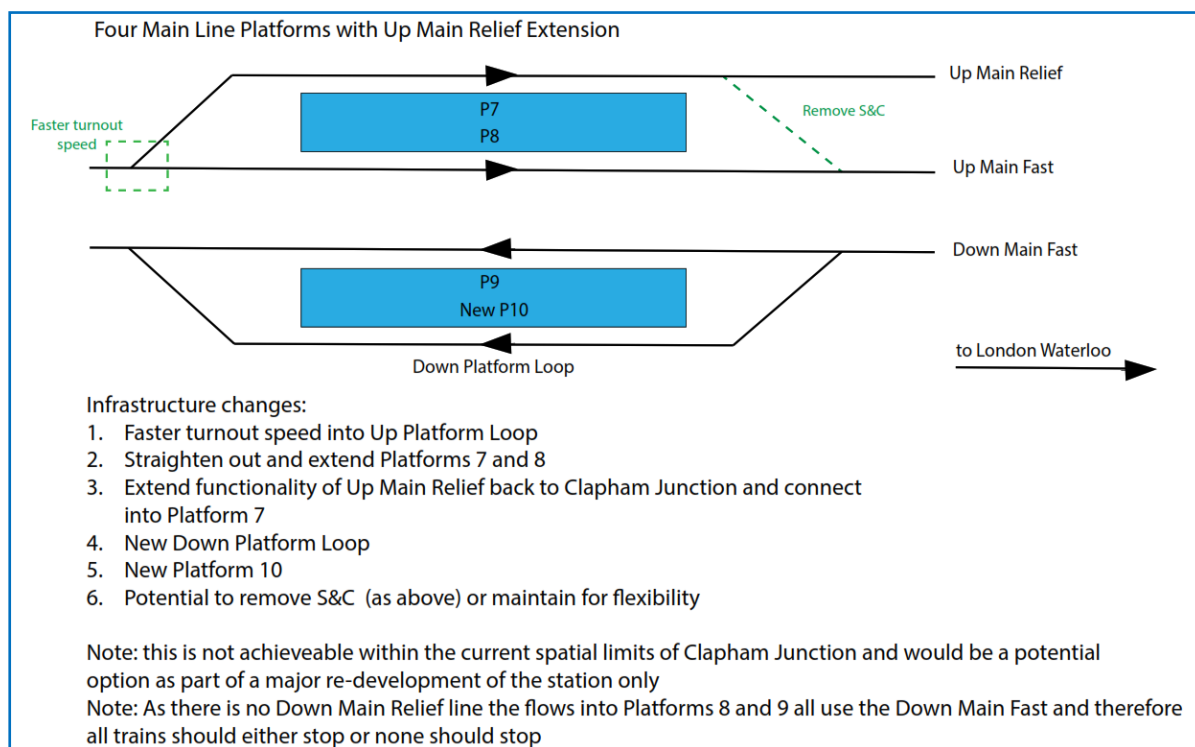 Four Main Line Platforms with Up Main Relief Extension
Up Main Relief
P7
P8
Remove S&C
Faster turnout
speed
Up Main Fast
Down Main Fast
P9
New P10
Down Platform Loop
to London Waterloo
Infrastructure changes:
1. Faster turnout speed into Up Platform Loop
2. Straighten out and extend Platforms 7 and 8
3. Extend functionality of Up Main Relief back to Clapham Junction and connect
into Platform 7
4. New Down Platform Loop
5. New Platform 10
6. Potential to remove S&C (as above) or maintain for flexibility
Note: this is not achieveable within the current spatial limits of Clapham Junction and would be a potential
option as part of a major re-development of the station only
Note: As there is no Down Main Relief line the flows into Platforms 8 and 9 all use the Down Main Fast and therefore
all trains should either stop or none should stop